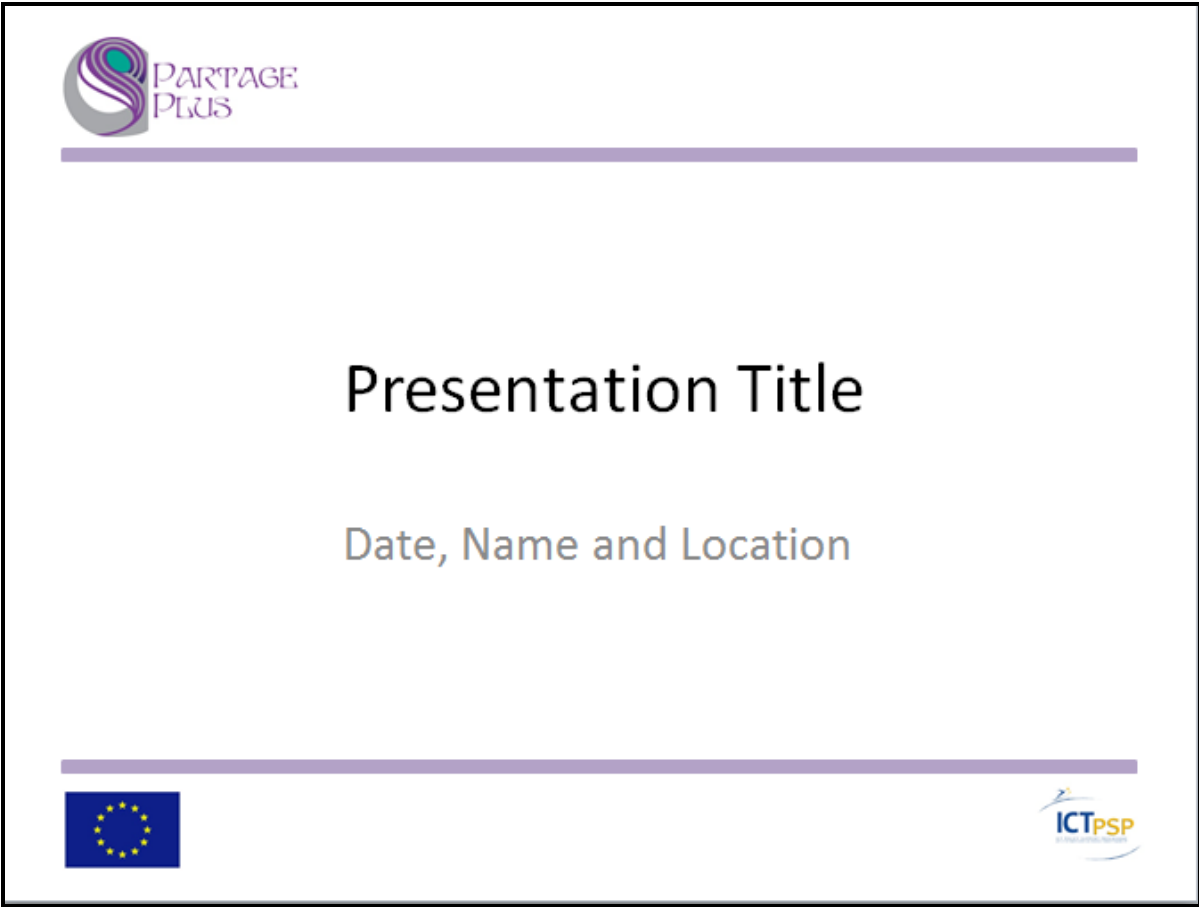 PARTAGE
PLUS
Presentation Title
Date, Name and Location
ICTPSP